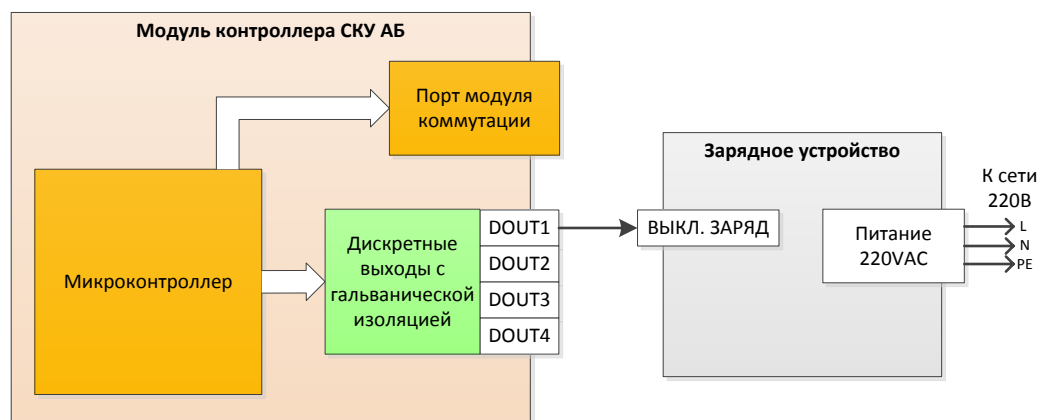 Модуль контроллера СКУ АБ
Порт модуля
коммутации
Зарядное устройство
К сети
220В
Микроконтроллер
Дискретные
выходы с
гальванической
изоляцией
DOUT1
DOUT2
DOUT3
DOUT4
ВЫКЛ. ЗАРЯД
Питание
220VAC
L
N
PE